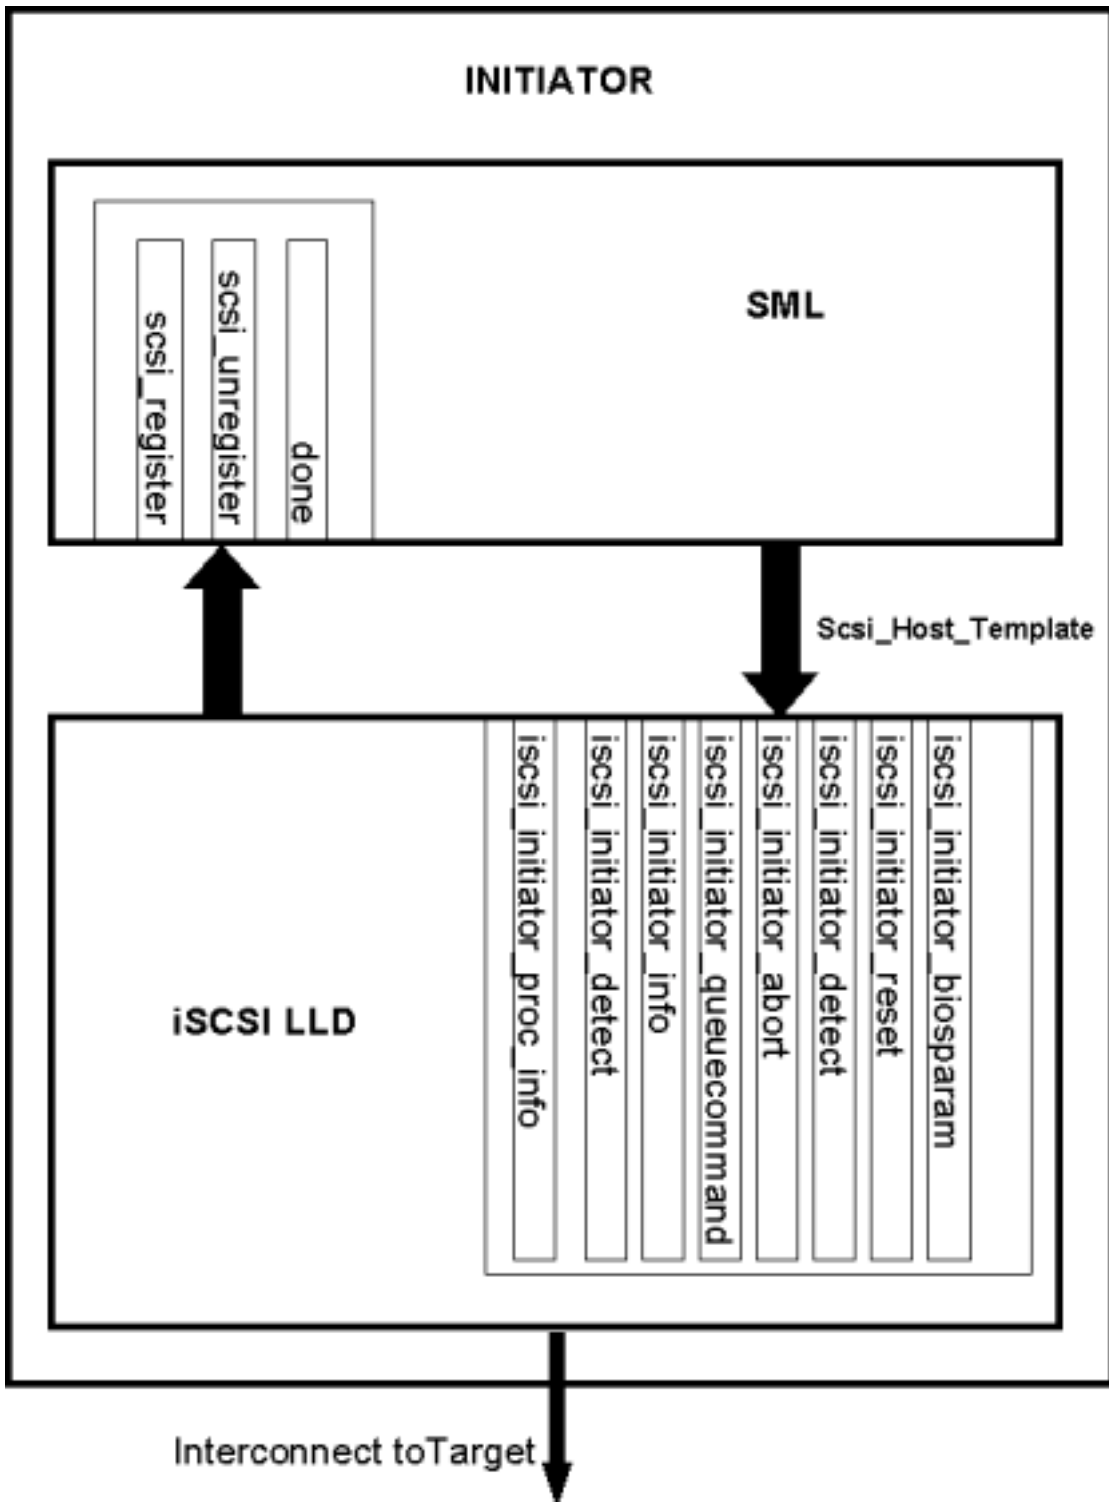 INITIATOR
scsi_register
scsi_unregister
done
SML
Scsi_Host_Template
iSCSI LLD
iscsi_initiator_proc_info
iscsi_initiator_detect
iscsi_initiator_info
iscsi_initiator_queuecommand
iscsi_initiator_abort
iscsi_initiator_detect
iscsi_initiator_reset
iscsi_initiator_biosparam
Interconnect toTarget